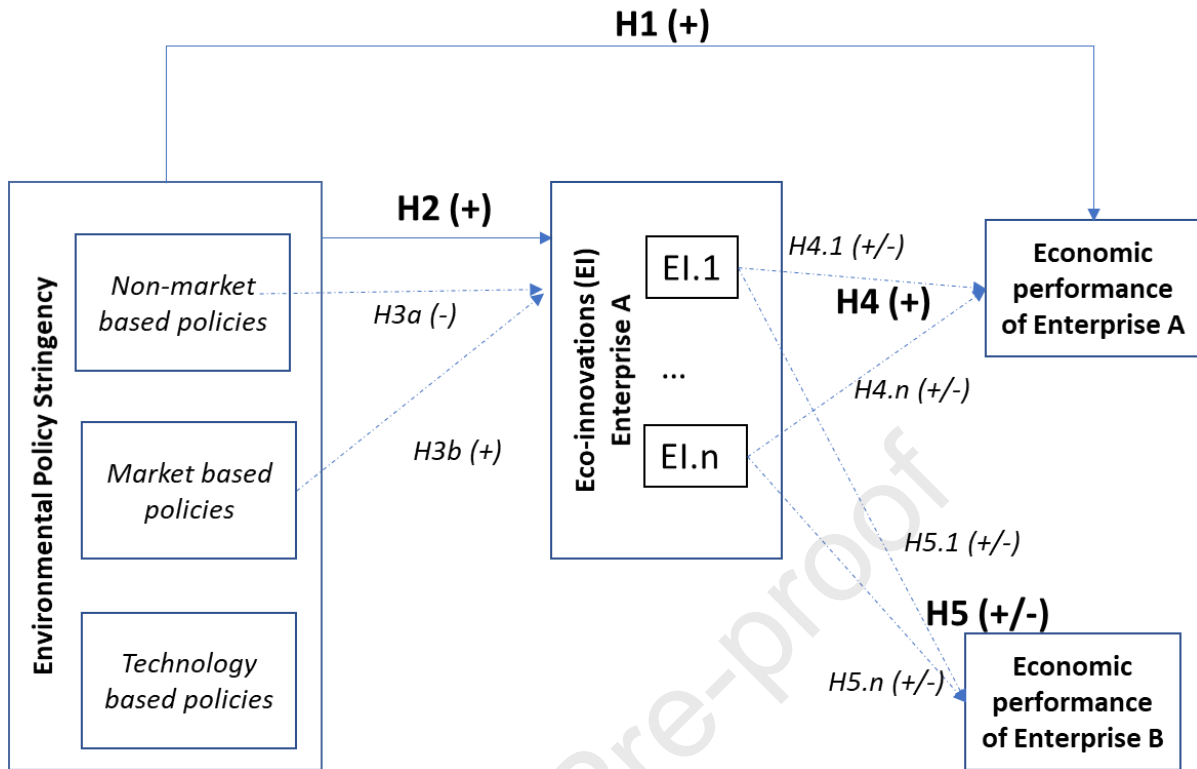 H1 (+)
Environmental Policy Stringency
Non-market
based policies
Market based
policies
Technology
based policies
H2 (+)
H3a (-)
H3b (+)
Eco-innovations (EI)
Enterprise A
EI.1
...
EI.n
H4.1 (+/-)
H4 (+)
H4.n (+/-)
H5.1 (+/-)
H5 (+/-)
H5.n (+/-)
Economic
performance
of Enterprise A
Economic
performance
of Enterprise B
Pre-proof